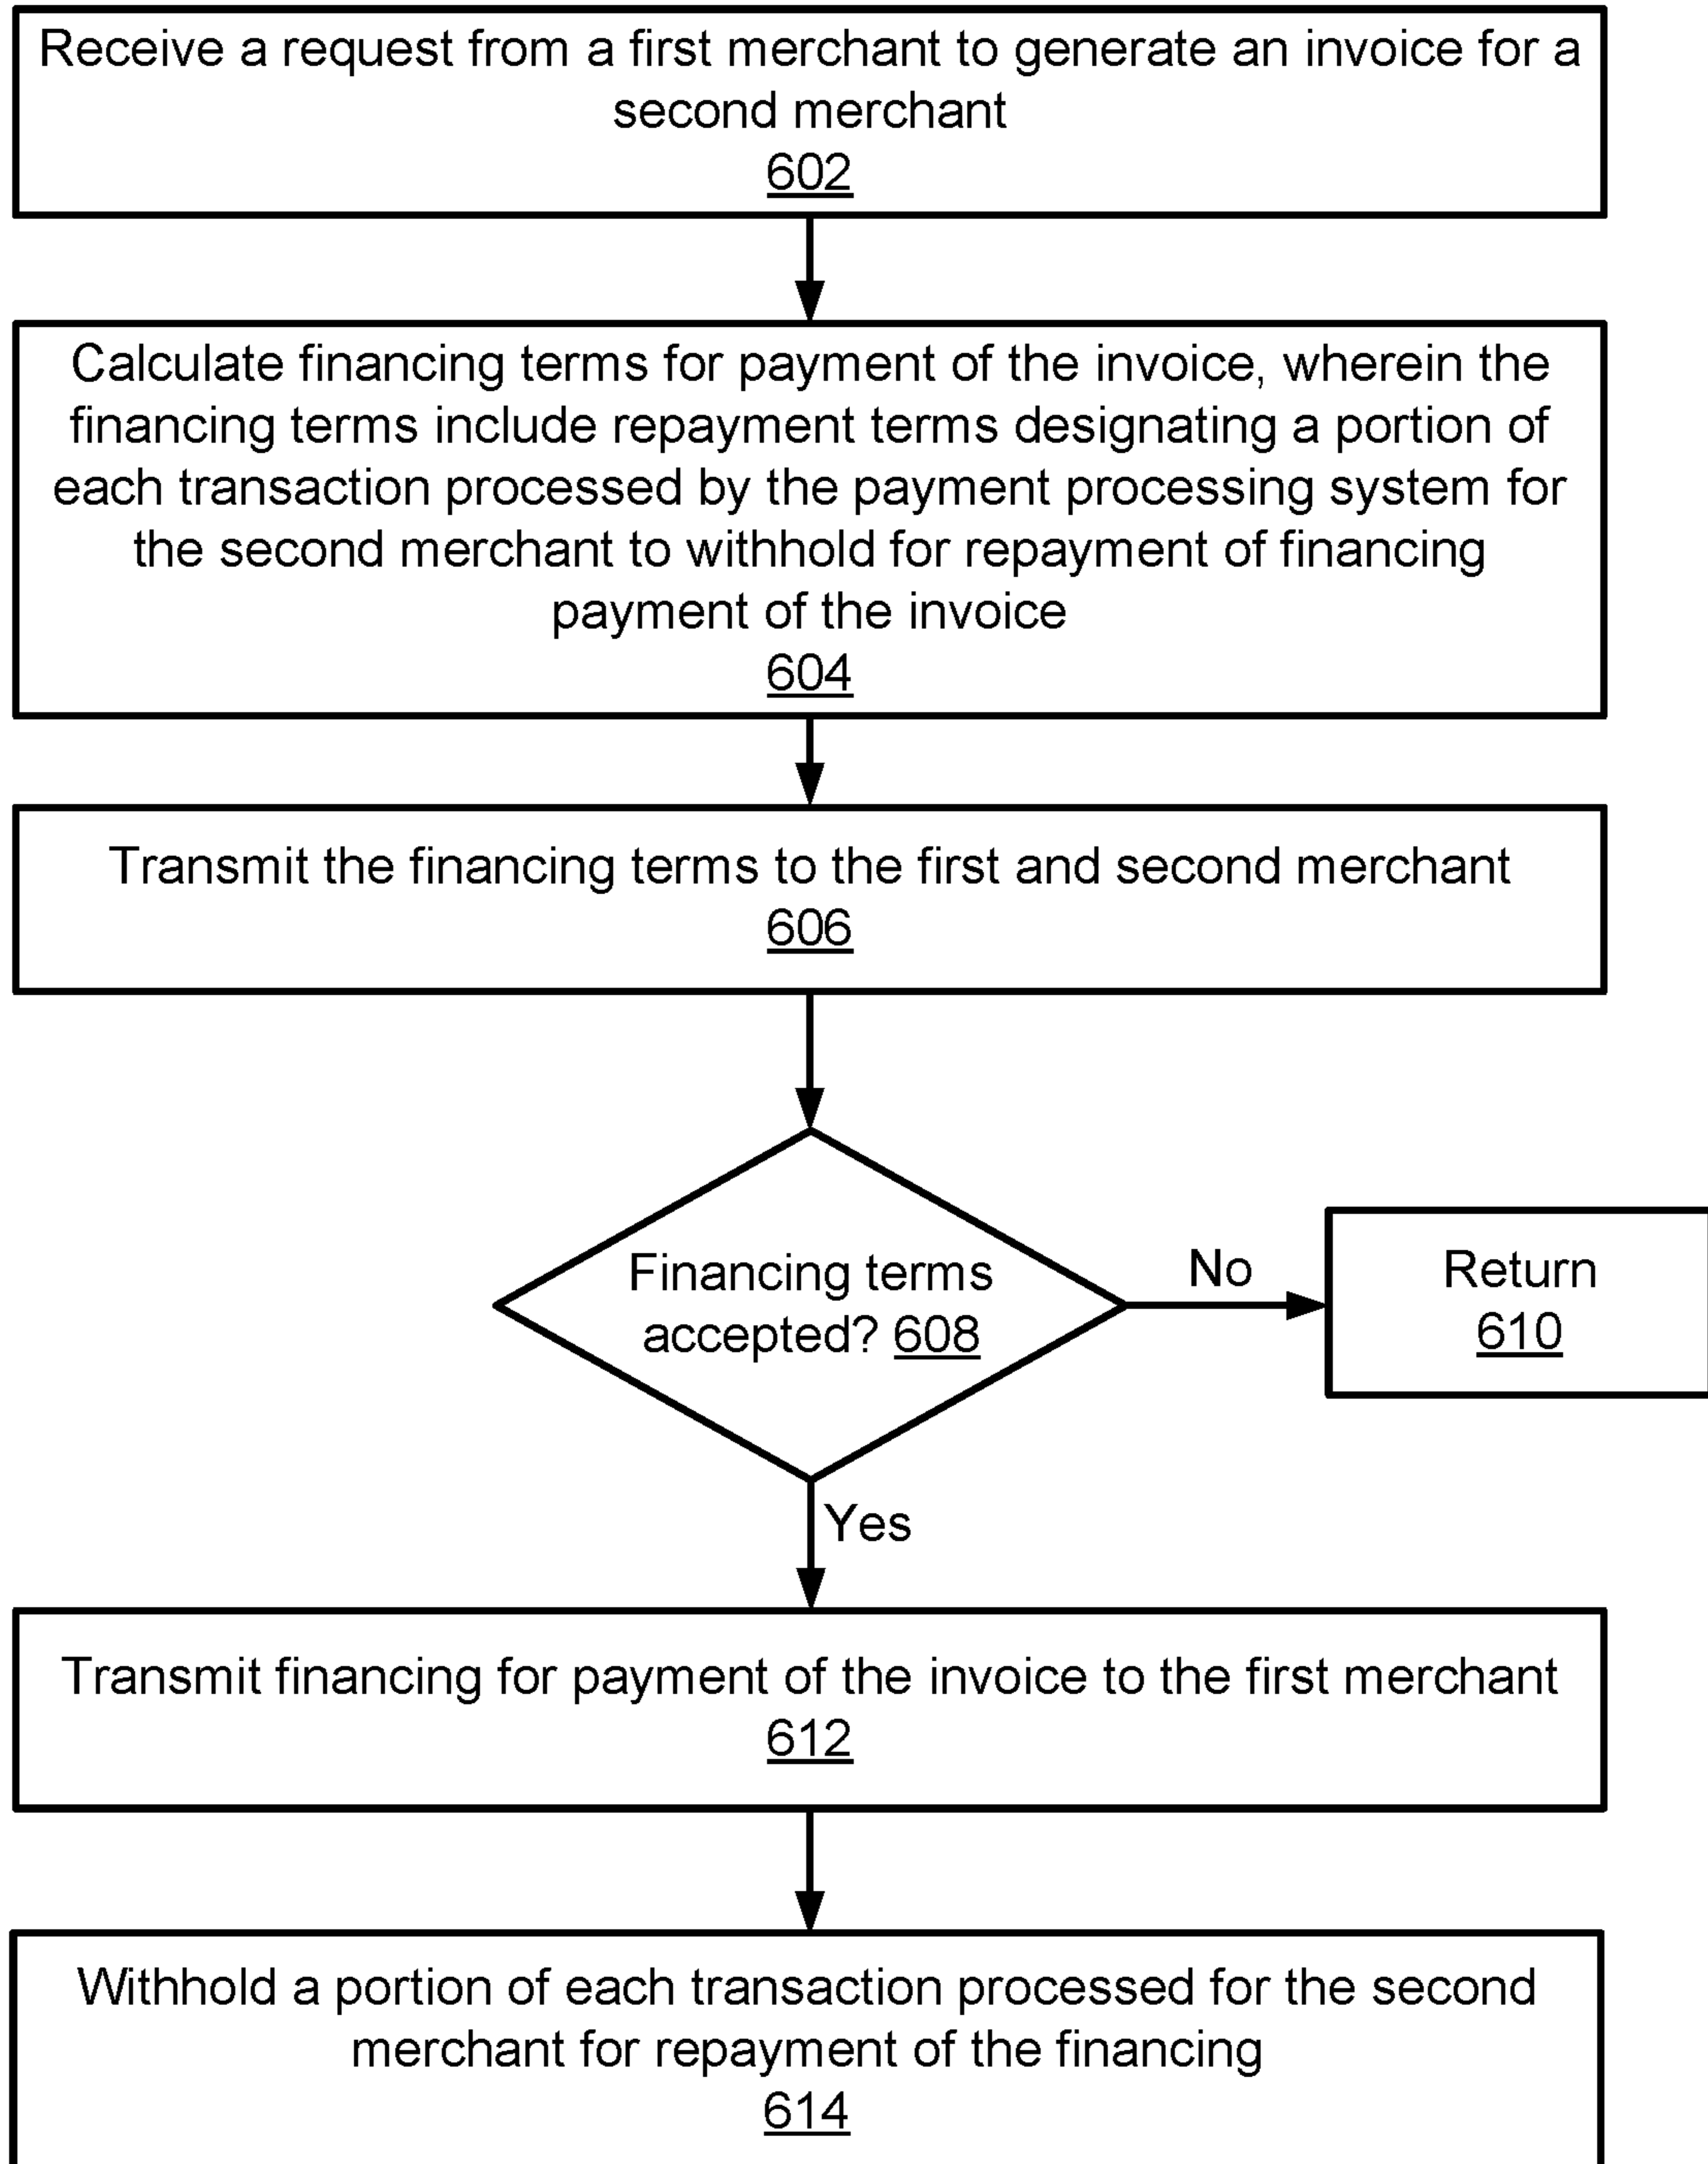 Receive a request from a first merchant to generate an invoice for a
second merchant
602
Calculate financing terms for payment of the invoice, wherein the
financing terms include repayment terms designating a portion of
each transaction processed by the payment processing system for
the second merchant to withhold for repayment of financing
payment of the invoice
604
Transmit the financing terms to the first and second merchant
606
Financing terms
accepted? 608
No
Return
610
Yes
Transmit financing for payment of the invoice to the first merchant
612
Withhold a portion of each transaction processed for the second
merchant for repayment of the financing
614